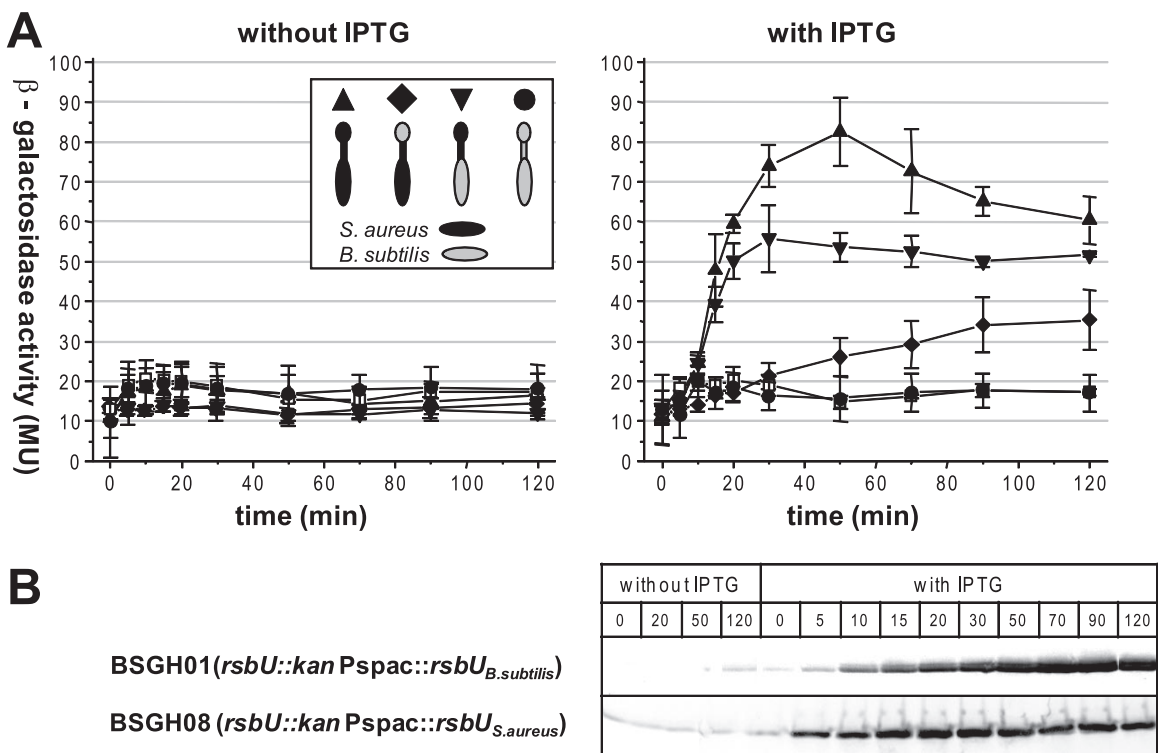 A
without IPTG
with IPTG
β - galactosidase activity (MU)
100
90
80
70
60
50
40
30
20
10
0
S. aureus
B. subtilis
0 20 40 60 80 100 120
time (min)
100
90
80
70
60
50
40
30
20
10
0
0 20 40 60 80 100 120
time (min)
B
without IPTG with IPTG
0 20 50 120 0 5 10 15 20 30 50 70 90 120
BSGH01(rsbU::kan Pspac::rsbU B.subtilis)
BSGH08 (rsbU::kan Pspac::rsbU S.aureus)